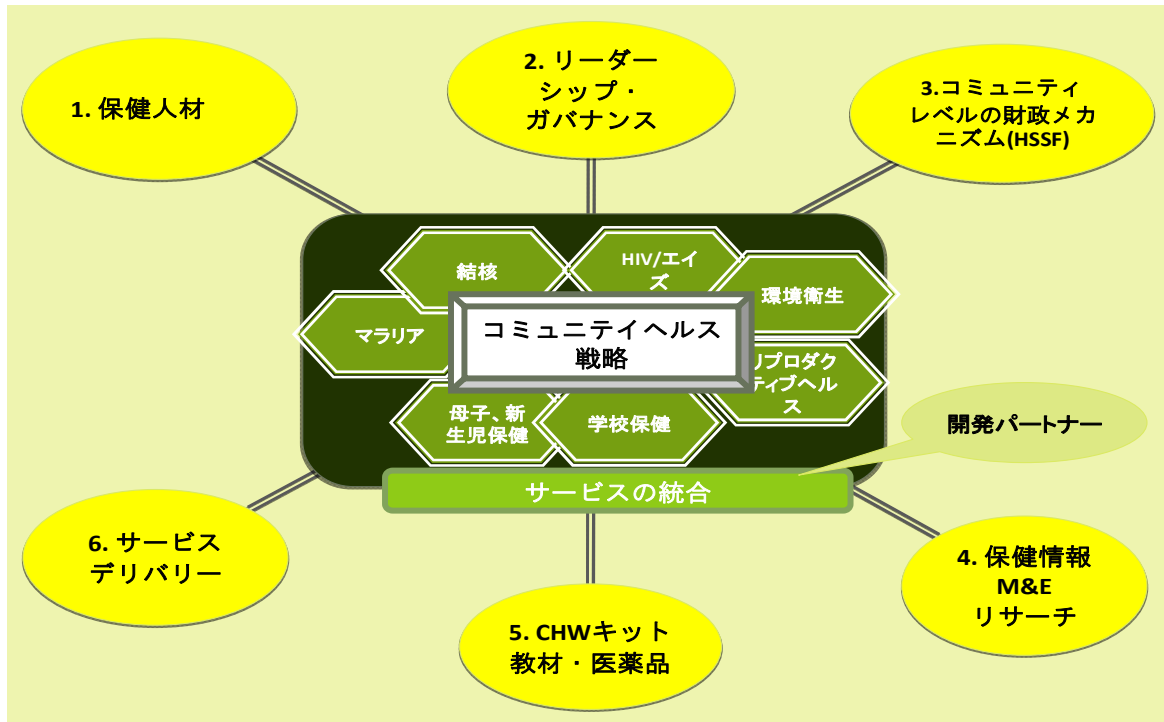 1. 保健人材
2. リーダー
シップ・
ガバナンス
3.コミュニティ
レベルの財政メカ
ニズム(HSSF)
結核
HIV/エイ
ズ
環境衛生
マラリア
コミュニテイヘルス
戦略
リプロダク
ティブヘル
ス
母子、新
生児保健
学校保健
開発パートナー
サービスの統合
6. サービス
デリバリー
5. CHWキット
教材・医薬品
4. 保健情報
M&E
リサーチ